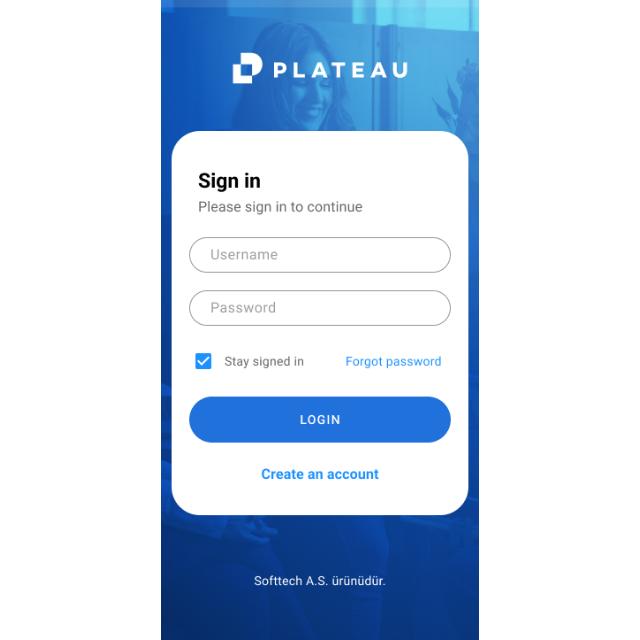 PLATEAU
Sign in
Please sign in to continue
Username
Password
Stay signed in
Forgot password
LOGIN
Create an account
Softtech A.S. ürünüdür.